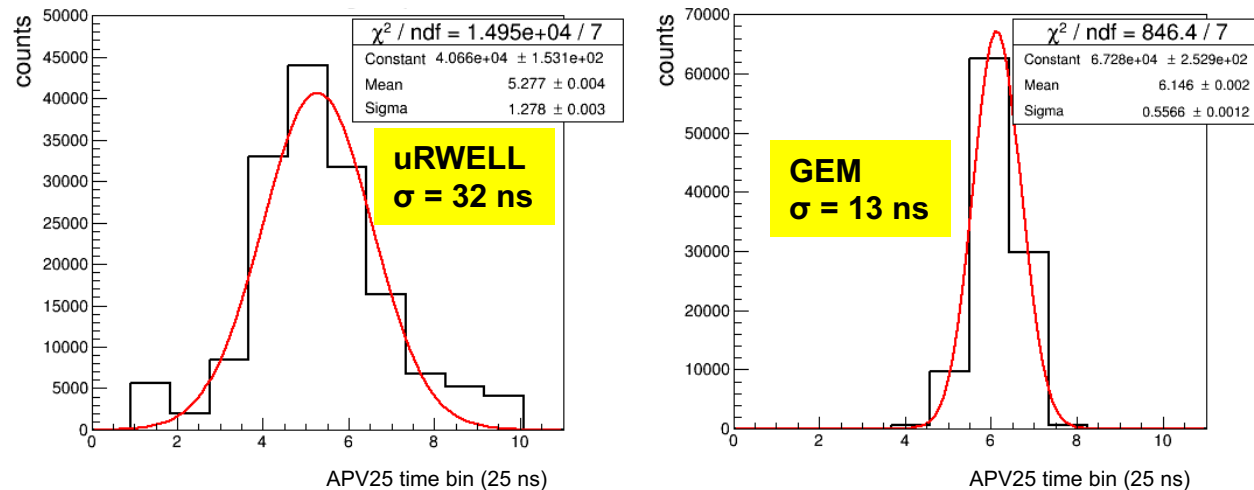 counts
50000
45000
40000
35000
30000
25000
20000
15000
10000
5000
0
0 2 4 6 8 10
χ² / ndf = 1.495e+04 / 7
Constant 4.066e+04 ± 1.531e+02
Mean 5.277 ± 0.004
Sigma 1.278 ± 0.003
uRWELL
σ = 32 ns
APV25 time bin (25 ns)
counts
70000
60000
50000
40000
30000
20000
10000
0
0 2 4 6 8 10
χ² / ndf = 846.4 / 7
Constant 6.728e+04 ± 2.529e+02
Mean 6.146 ± 0.002
Sigma 0.5566 ± 0.0012
GEM
σ = 13 ns
APV25 time bin (25 ns)